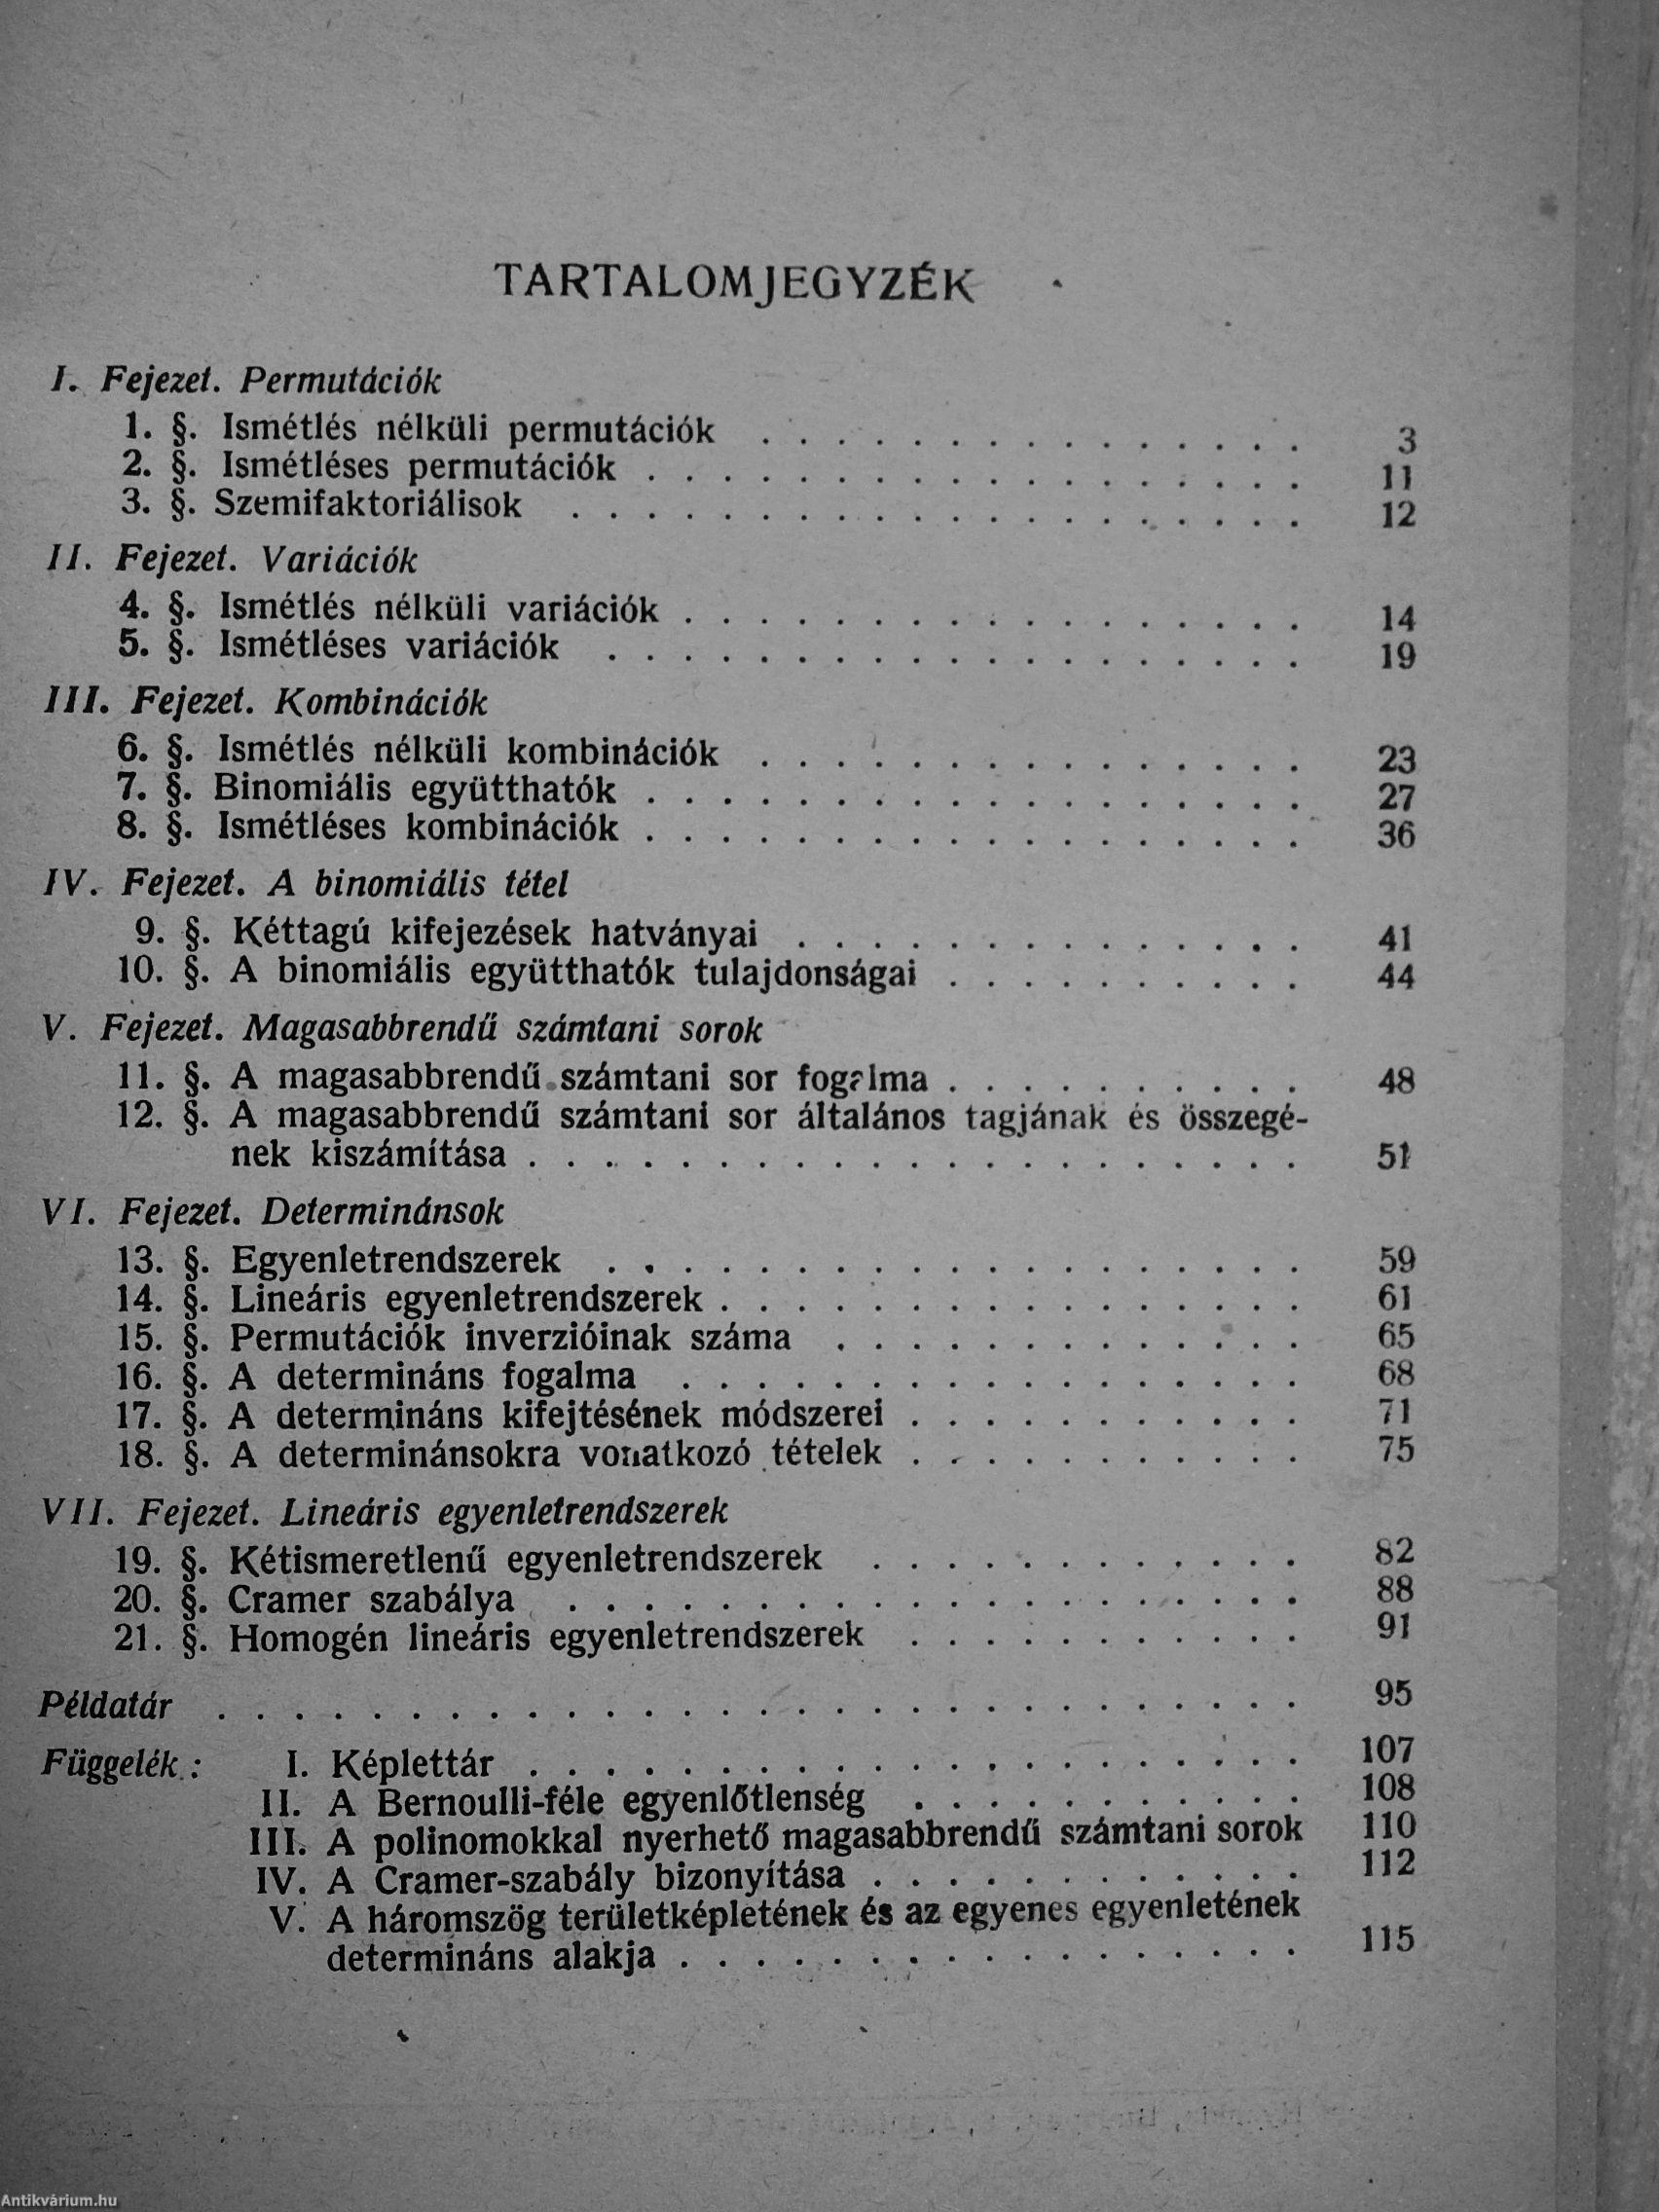 TARTALOMJEGYZÉK
I. Fejezet. Permutációk
1. §. Ismétlés nélküli permutációk . . . . . . . . . . . . . . . 3
2. §. Ismétléses permutációk . . . . . . . . . . . . . . . . . . 11
3. §. Szemifaktoriálisok . . . . . . . . . . . . . . . . . . . . 12
II. Fejezet. Variációk
4. §. Ismétlés nélküli variációk . . . . . . . . . . . . . . . . . 14
5. §. Ismétléses variációk . . . . . . . . . . . . . . . . . . . 19
III. Fejezet. Kombinációk
6. §. Ismétlés nélküli kombinációk . . . . . . . . . . . . . . . 23
7. §. Binomiális együtthatók . . . . . . . . . . . . . . . . . . 27
8. §. Ismétléses kombinációk . . . . . . . . . . . . . . . . . . 36
IV. Fejezet. A binomiális tétel
9. §. Kéttagú kifejezések hatványai . . . . . . . . . . . . . . 41
10. §. A binomiális együtthatók tulajdonságai . . . . . . . . . . 44
V. Fejezet. Magasabbrendű számtani sorok
11. §. A magasabbrendű számtani sor fogalma . . . . . . . . . . 48
12. §. A magasabbrendű számtani sor általános tagjának és összegé-
nek kiszámítása . . . . . . . . . . . . . . . . . . . . . 51
VI. Fejezet. Determinánsok
13. §. Egyenletrendszerek . . . . . . . . . . . . . . . . . . . 59
14. §. Lineáris egyenletrendszerek . . . . . . . . . . . . . . . . 61
15. §. Permutációk inverzióinak száma . . . . . . . . . . . . . 65
16. §. A determináns fogalma . . . . . . . . . . . . . . . . . 68
17. §. A determináns kifejtésének módszerei . . . . . . . . . . . 71
18. §. A determinánsokra vonatkozó tételek . . . . . . . . . . . 75
VII. Fejezet. Lineáris egyenletrendszerek
19. §. Kétismeretlenű egyenletrendszerek . . . . . . . . . . . . 82
20. §. Cramer szabálya . . . . . . . . . . . . . . . . . . . . 88
21. §. Homogén lineáris egyenletrendszerek . . . . . . . . . . . 91
Példatár . . . . . . . . . . . . . . . . . . . . . . . . . . . . . 95
Függelék : I. Képlettár . . . . . . . . . . . . . . . . . . . . . 107
II. A Bernoulli-féle egyenlőtlenség . . . . . . . . . . . 108
III. A polinomokkal nyerhető magasabbrendű számtani sorok 110
IV. A Cramer-szabály bizonyítása . . . . . . . . . . . . 112
V. A háromszög területképletének és az egyenes egyenletének
determináns alakja . . . . . . . . . . . . . . . . . 115
Antikvárium.hu